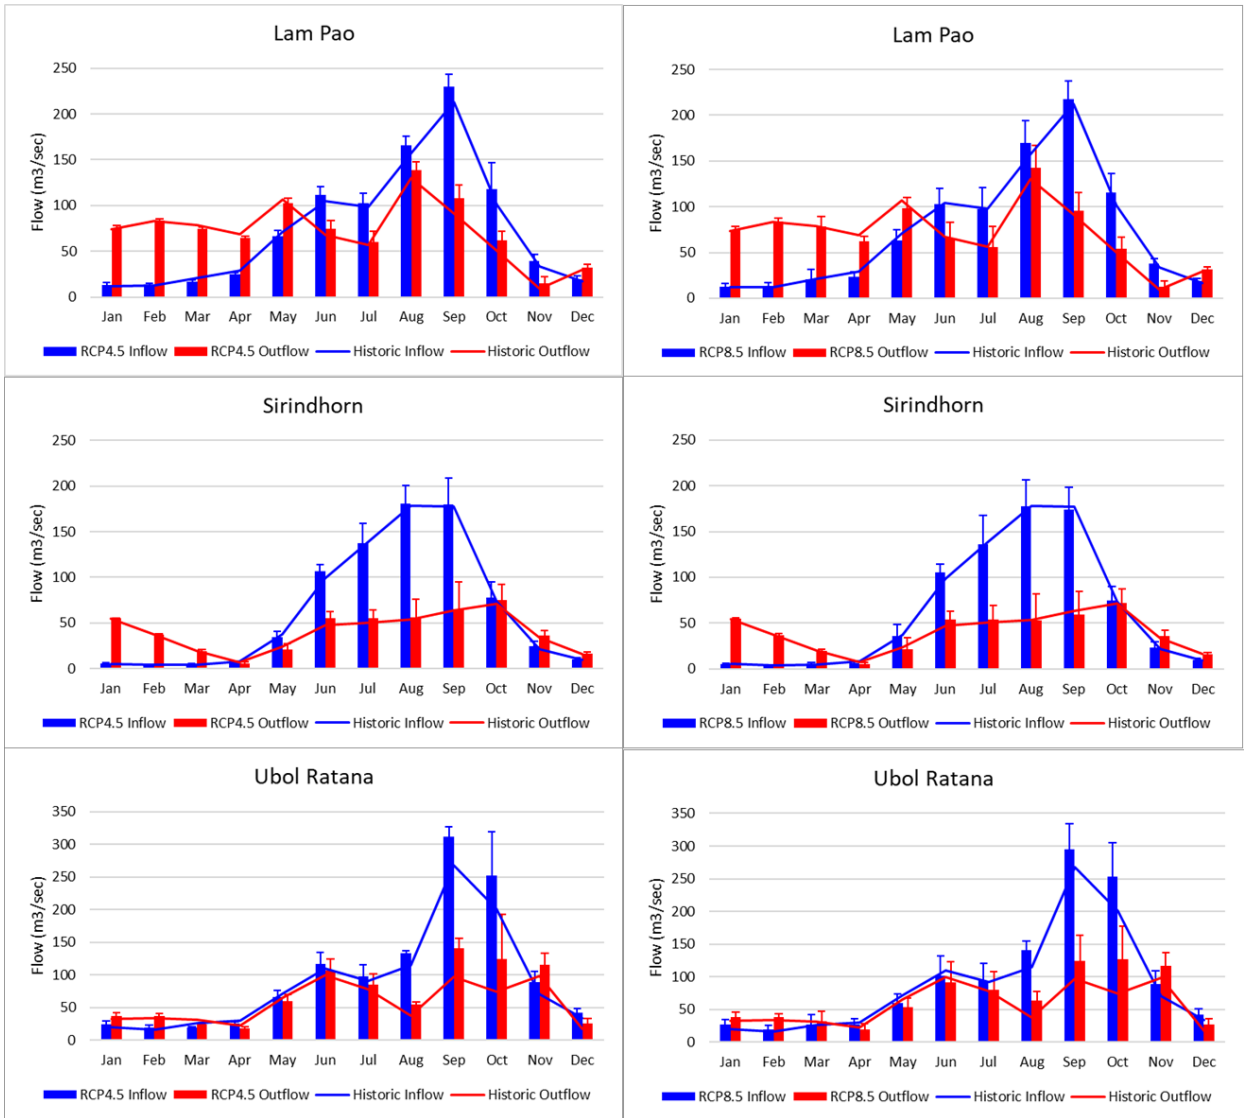 Lam Pao
250
200
150
100
50
0
Flow (m3/sec)
Jan Feb Mar Apr May Jun Jul Aug Sep Oct Nov Dec
RCP4.5 Inflow RCP4.5 Outflow Historic Inflow Historic Outflow
Lam Pao
250
200
150
100
50
0
Flow (m3/sec)
Jan Feb Mar Apr May Jun Jul Aug Sep Oct Nov Dec
RCP8.5 Inflow RCP8.5 Outflow Historic Inflow Historic Outflow
Sirindhorn
250
200
150
100
50
0
Flow (m3/sec)
Jan Feb Mar Apr May Jun Jul Aug Sep Oct Nov Dec
RCP4.5 Inflow RCP4.5 Outflow Historic Inflow Historic Outflow
Sirindhorn
250
200
150
100
50
0
Flow (m3/sec)
Jan Feb Mar Apr May Jun Jul Aug Sep Oct Nov Dec
RCP8.5 Inflow RCP8.5 Outflow Historic Inflow Historic Outflow
Ubol Ratana
350
300
250
200
150
100
50
0
Flow (m3/sec)
Jan Feb Mar Apr May Jun Jul Aug Sep Oct Nov Dec
RCP4.5 Inflow RCP4.5 Outflow Historic Inflow Historic Outflow
Ubol Ratana
350
300
250
200
150
100
50
0
Flow (m3/sec)
Jan Feb Mar Apr May Jun Jul Aug Sep Oct Nov Dec
RCP8.5 Inflow RCP8.5 Outflow Historic Inflow Historic Outflow